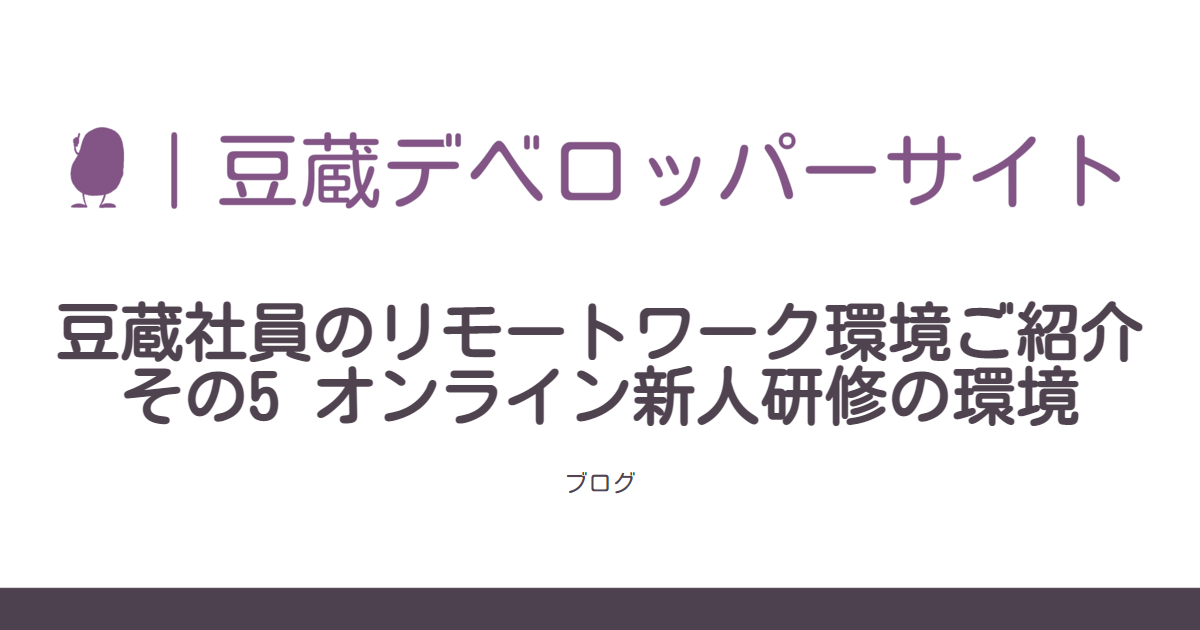 |豆蔵デベロッパーサイト
豆蔵社員のリモートワーク環境ご紹介
その5 オンライン新人研修の環境
ブログ